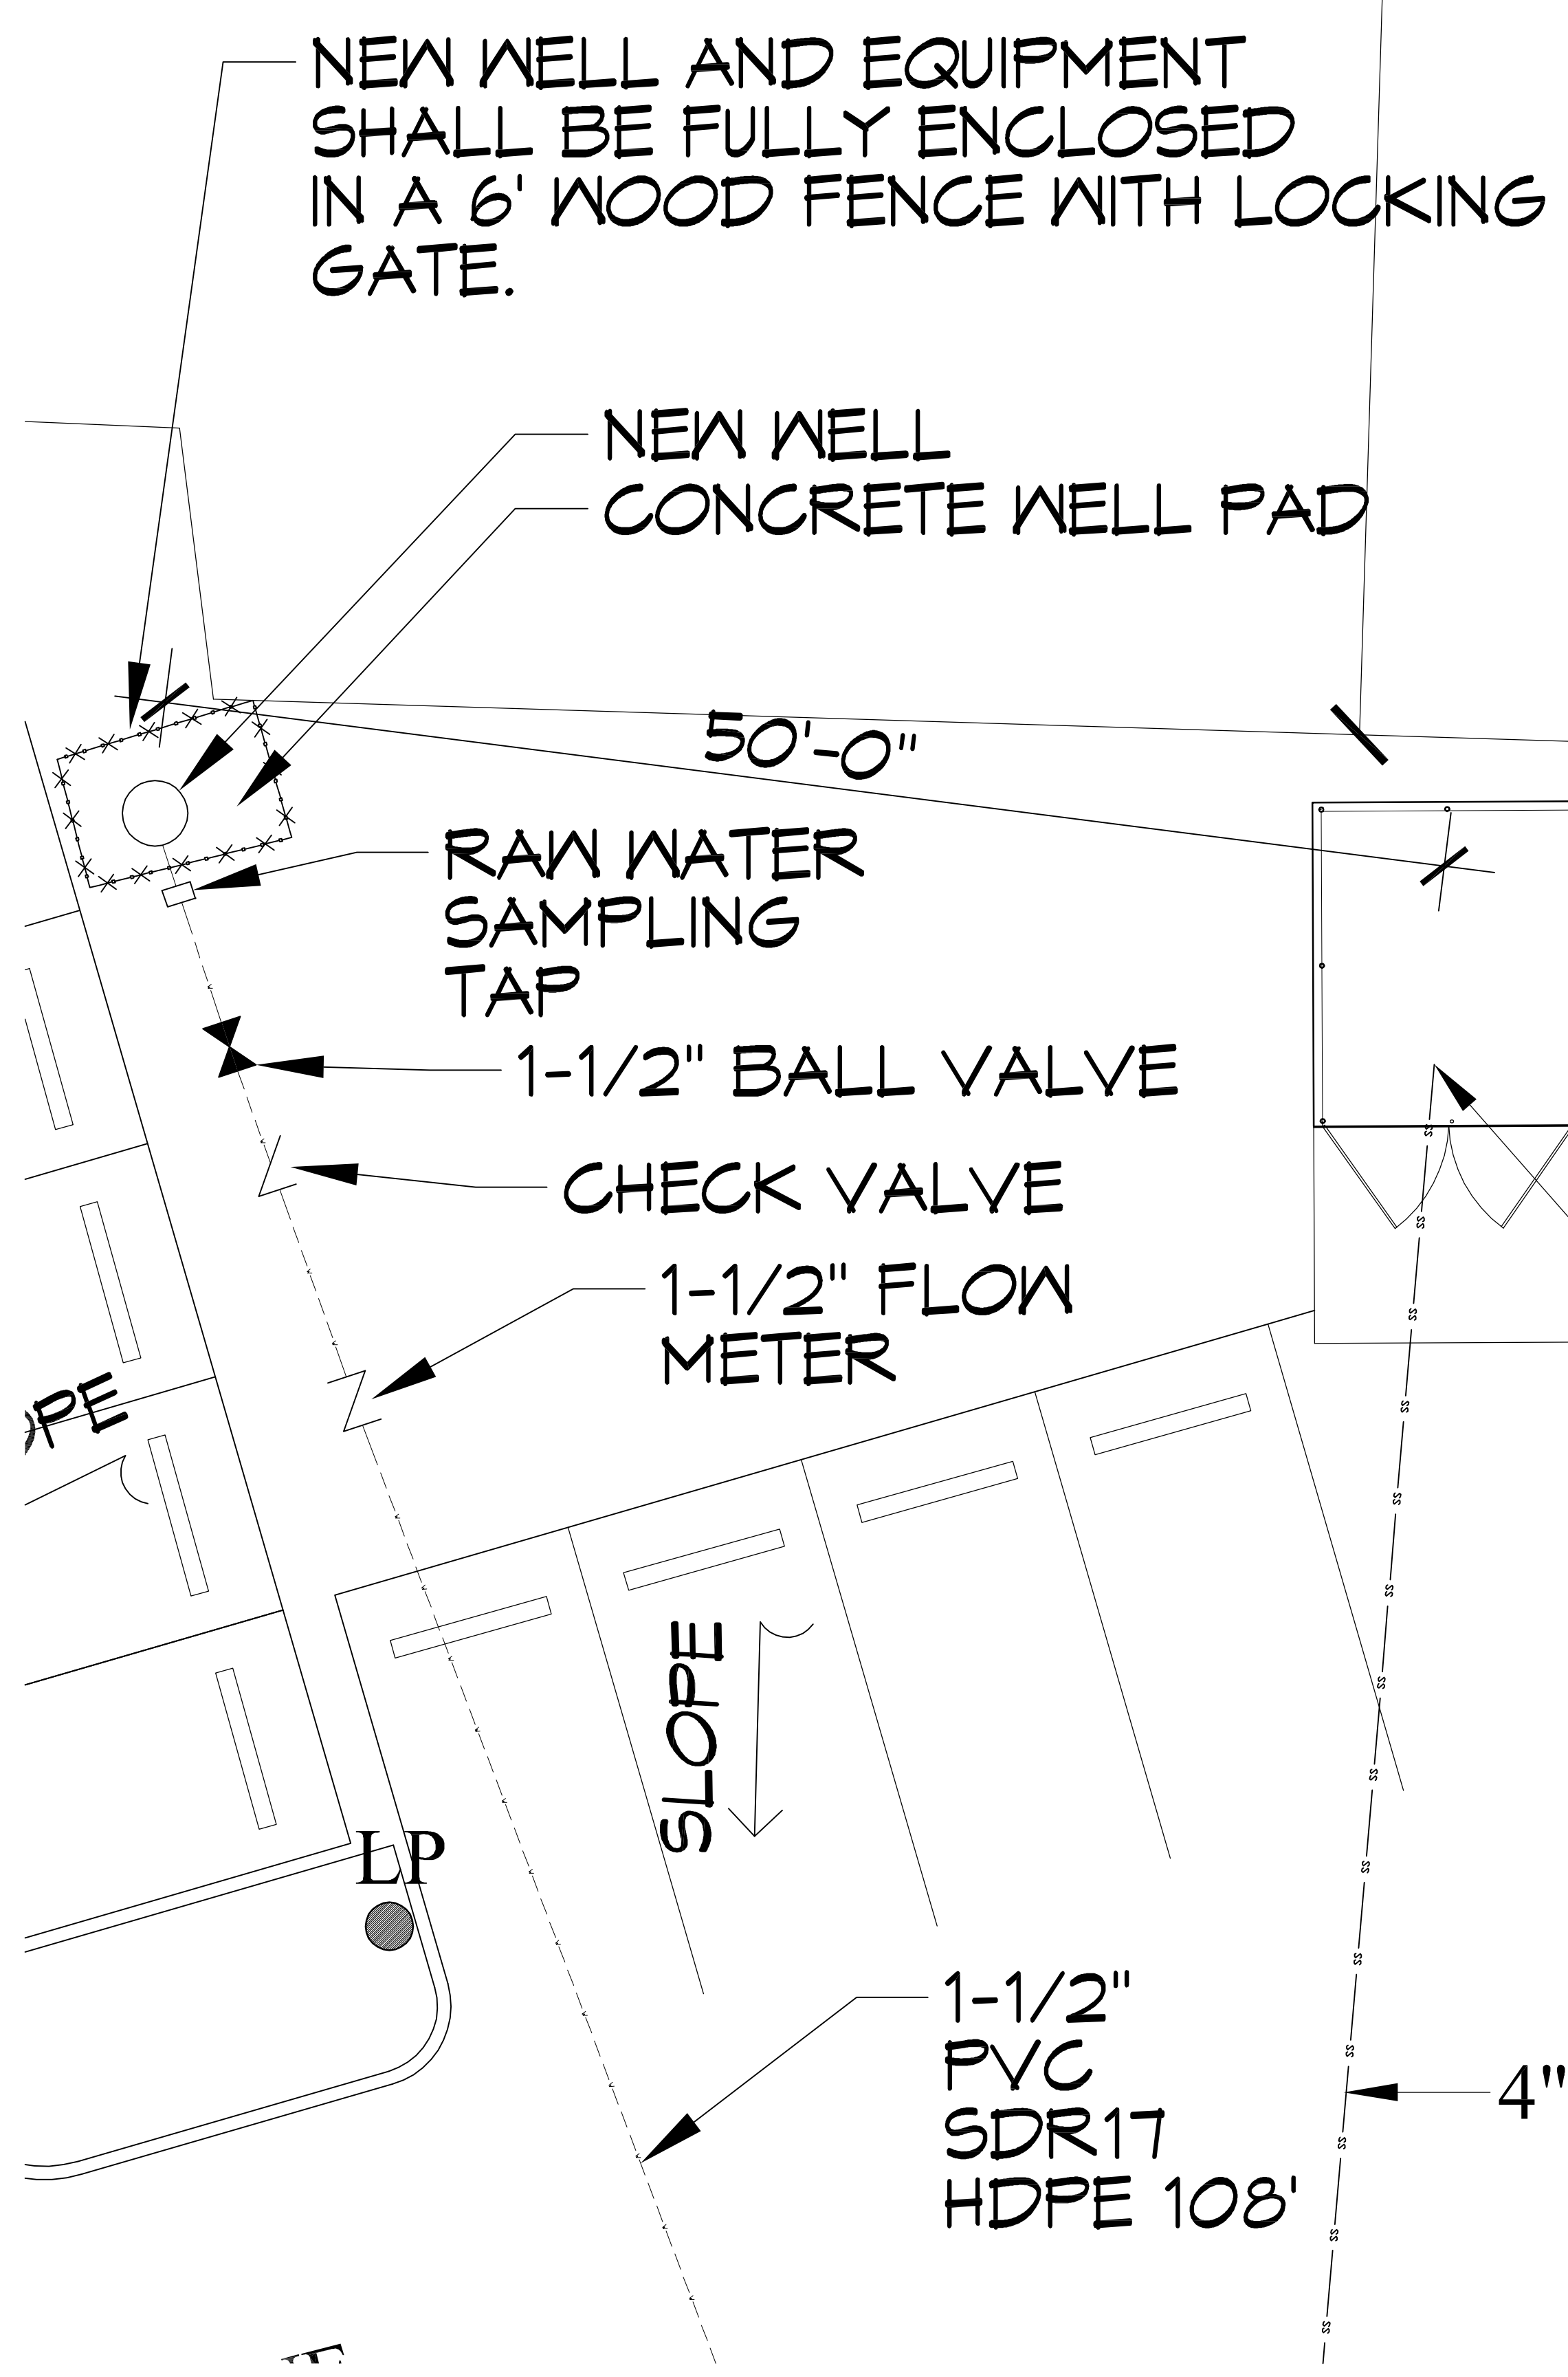 NEW WELL AND EQUIPMENT
SHALL BE FULLY ENCLOSED
IN A 6' WOOD FENCE WITH LOCKING
GATE.
NEW WELL
CONCRETE WELL PAD
50'-0"
RAW WATER
SAMPLING
TAP
1-1/2" BALL VALVE
CHECK VALVE
1-1/2" FLOW
METER
OPE
SLOPE
LP
1-1/2"
PVC
SDR17
HDPE 108'
4"